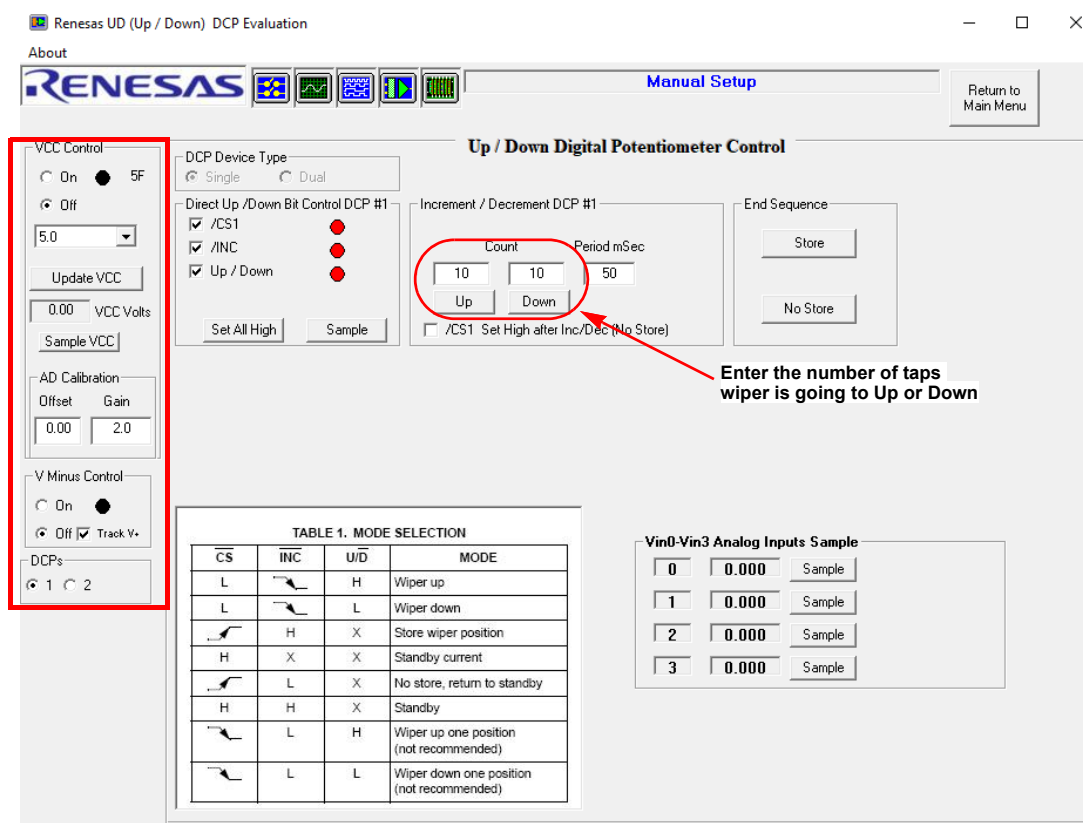 Renesas UD (Up / Down) DCP Evaluation
About
RENESAS
Manual Setup
Return to
Main Menu
Up / Down Digital Potentiometer Control
VCC Control
On 5F
Off
5.0
Update VCC
0.00 VCC Volts
Sample VCC
AD Calibration
Offset Gain
0.00 2.0
V Minus Control
On
Off Track V+
DCPs
1 2
DCP Device Type
Single Dual
Direct Up /Down Bit Control DCP #1
/CS1
/INC
Up / Down
Set All High Sample
Increment / Decrement DCP #1
Count Period mSec
10 10 50
Up Down
/CS1 Set High after Inc/Dec (No Store)
End Sequence
Store
No Store
Enter the number of taps
wiper is going to Up or Down
TABLE 1. MODE SELECTION
CS INC U/D MODE
L H Wiper up
L L Wiper down
H X Store wiper position
H X X Standby current
L X No store, return to standby
H H X Standby
L H Wiper up one position
(not recommended)
L L Wiper down one position
(not recommended)
Vin0-Vin3 Analog Inputs Sample
0 0.000 Sample
1 0.000 Sample
2 0.000 Sample
3 0.000 Sample